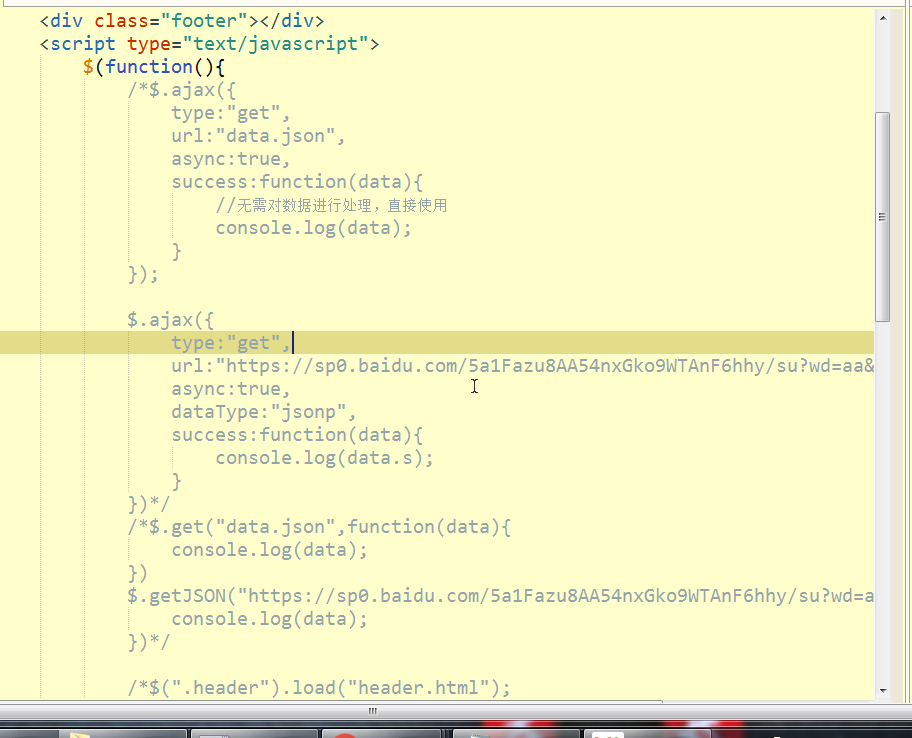 <div class="footer"></div>
<script type="text/javascript">
$(function(){
/*$.ajax({
type:"get",
url:"data.json",
async:true,
success:function(data){
//无需对数据进行处理，直接使用
console.log(data);
}
});
$.ajax({
type:"get",
url:"https://sp0.baidu.com/5a1Fazu8AA54nxGko9WTAnF6hhy/su?wd=aa&
async:true,
dataType:"jsonp",
success:function(data){
console.log(data.s);
}
})*/
/*$.get("data.json",function(data){
console.log(data);
})
$.getJSON("https://sp0.baidu.com/5a1Fazu8AA54nxGko9WTAnF6hhy/su?wd=a
console.log(data);
})*/
/*$(".header").load("header.html");